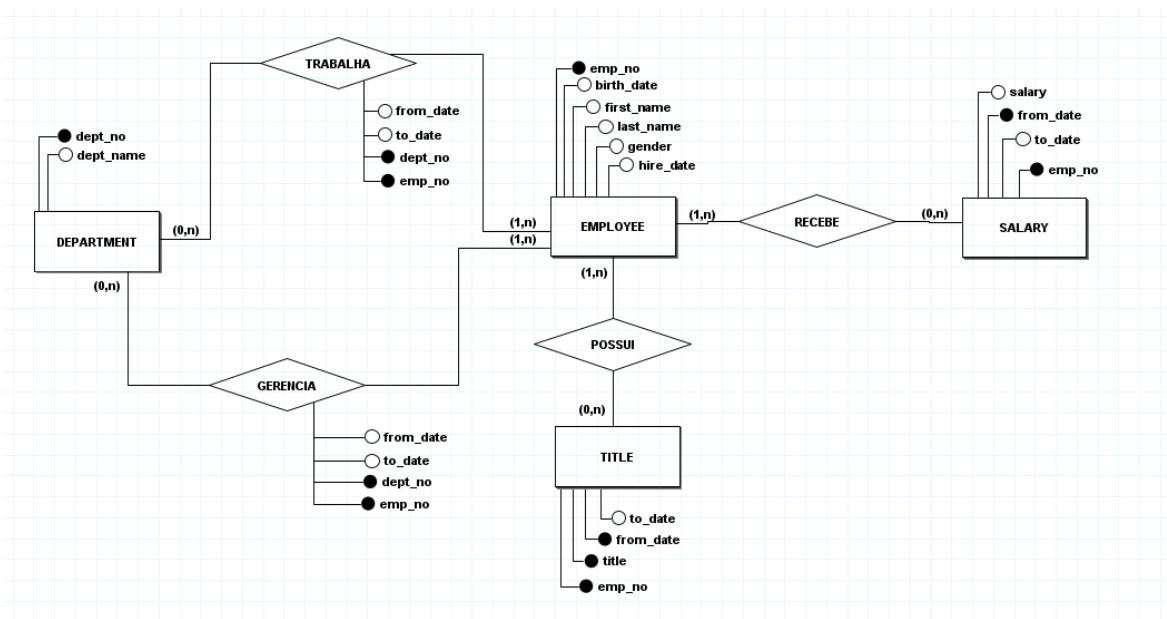 TRABALHA
from_date
to_date
dept_no
emp_no
dept_no
dept_name
DEPARTMENT
(0,n)
(0,n)
emp_no
birth_date
first_name
last_name
gender
hire_date
(1,n)
(1,n)
EMPLOYEE
(1,n)
(1,n)
RECEBE
(0,n)
salary
from_date
to_date
emp_no
SALARY
POSSUI
(0,n)
TITLE
to_date
from_date
title
emp_no
GERENCIA
from_date
to_date
dept_no
emp_no